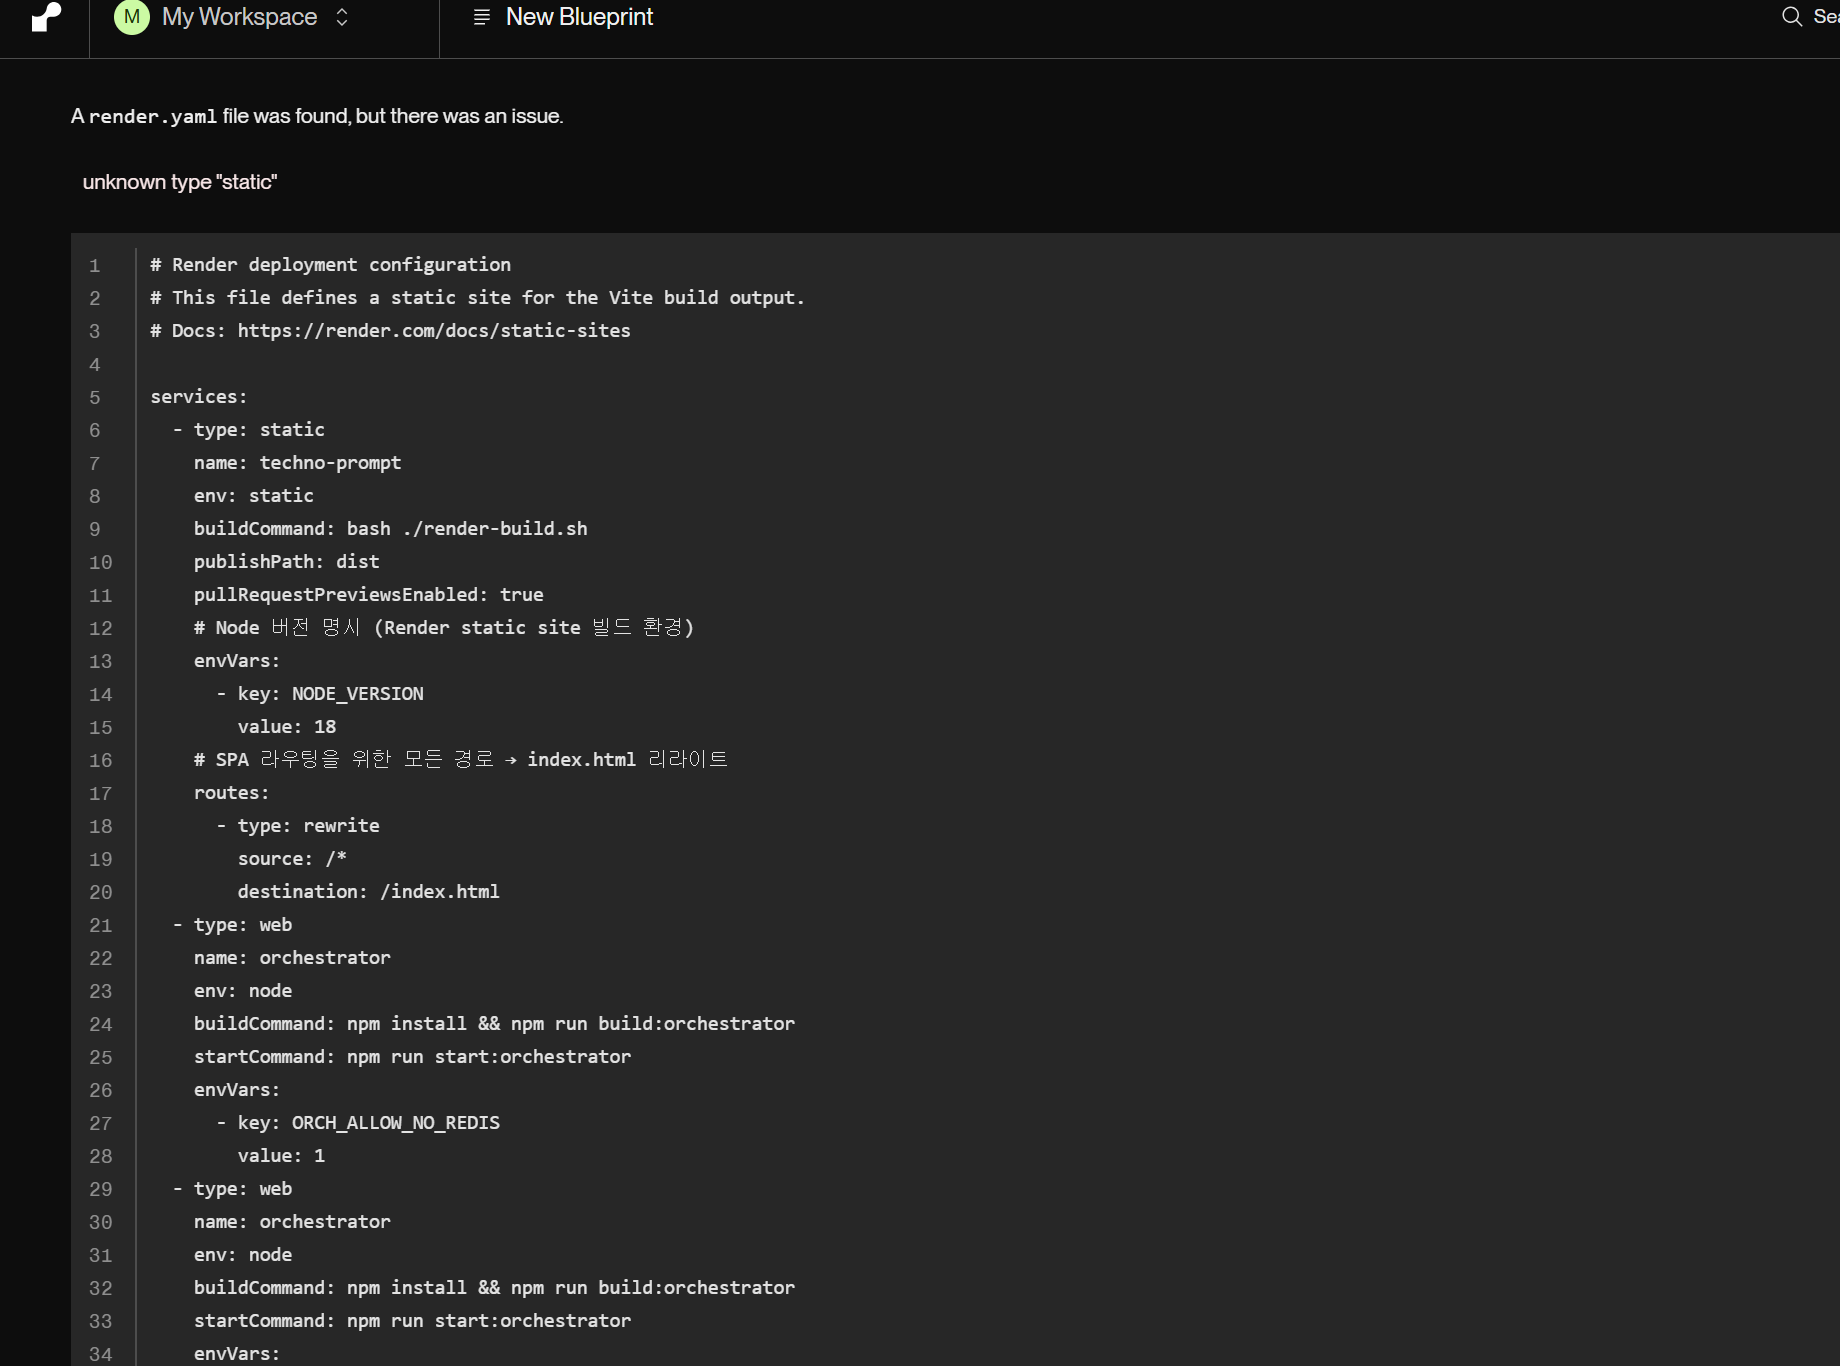 M My Workspace New Blueprint Sea
A render.yaml file was found, but there was an issue.
unknown type "static"
1 # Render deployment configuration
2 # This file defines a static site for the Vite build output.
3 # Docs: https://render.com/docs/static-sites
4
5 services:
6   - type: static
7     name: techno-prompt
8     env: static
9     buildCommand: bash ./render-build.sh
10     publishPath: dist
11     pullRequestPreviewsEnabled: true
12     # Node 버전 명시 (Render static site 빌드 환경)
13     envVars:
14       - key: NODE_VERSION
15         value: 18
16     # SPA 라우팅을 위한 모든 경로 → index.html 리라이트
17     routes:
18       - type: rewrite
19         source: /*
20         destination: /index.html
21   - type: web
22     name: orchestrator
23     env: node
24     buildCommand: npm install && npm run build:orchestrator
25     startCommand: npm run start:orchestrator
26     envVars:
27       - key: ORCH_ALLOW_NO_REDIS
28         value: 1
29   - type: web
30     name: orchestrator
31     env: node
32     buildCommand: npm install && npm run build:orchestrator
33     startCommand: npm run start:orchestrator
34     envVars: